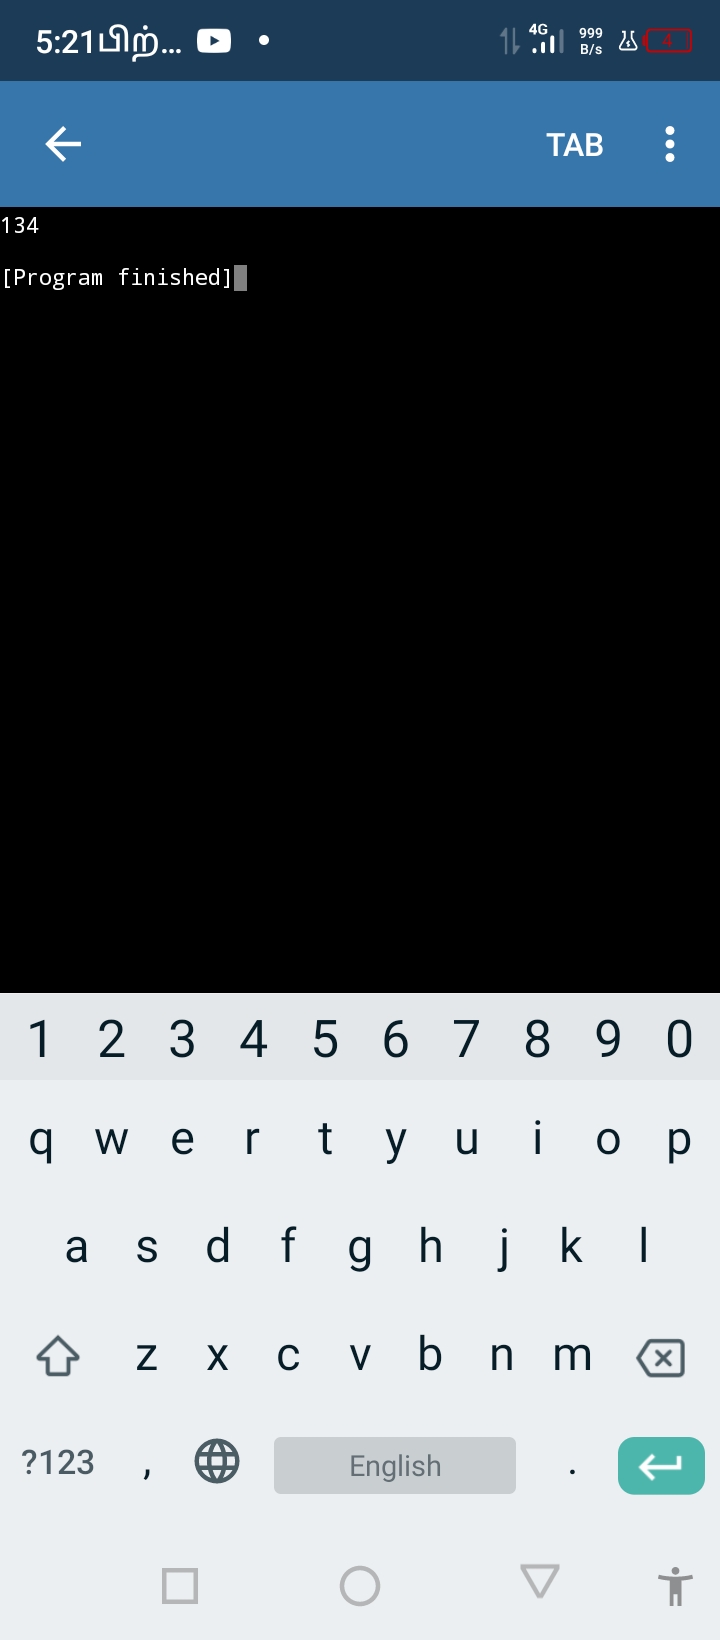 5:21பிற்...
4G
999
B/s
4
TAB
134
[Program finished]
1 2 3 4 5 6 7 8 9 0
q w e r t y u i o p
a s d f g h j k l
z x c v b n m
?123 , English .